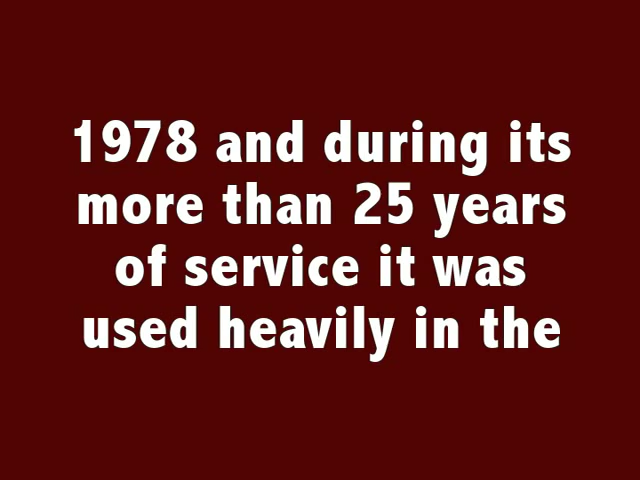 1978 and during its
more than 25 years
of service it was
used heavily in the